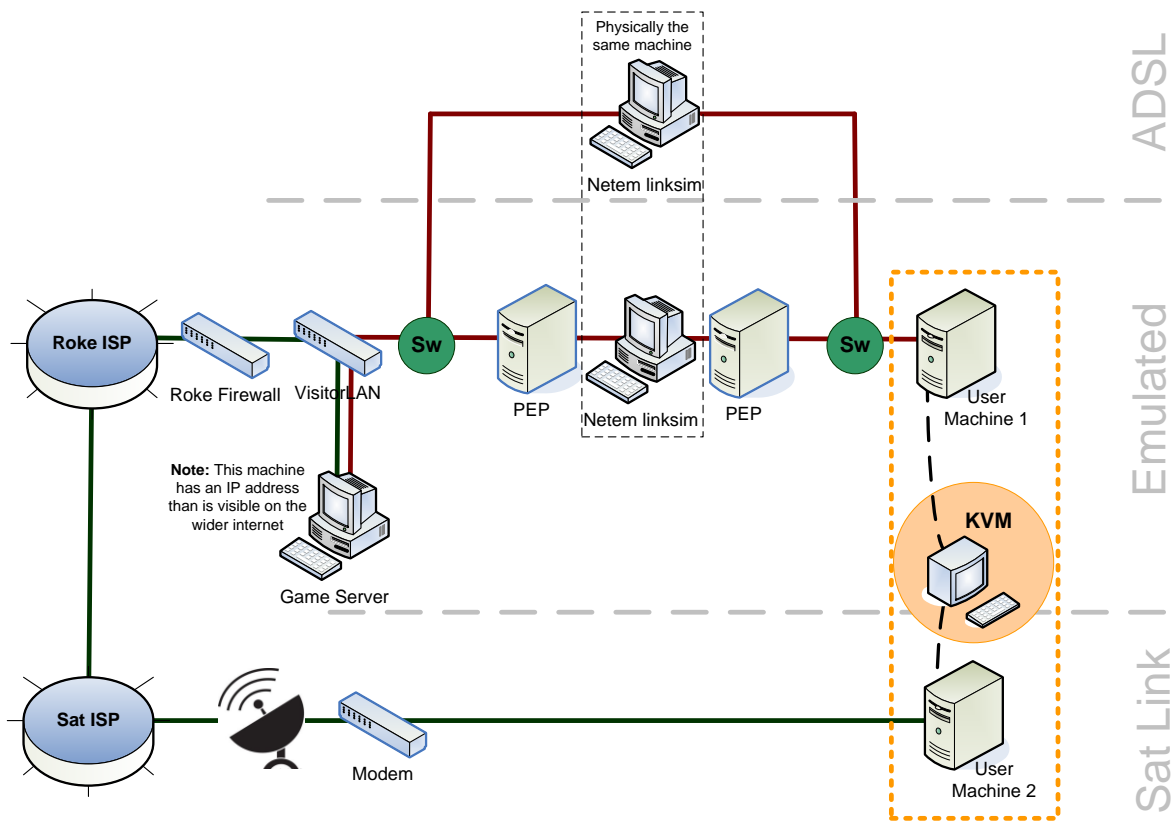 Physically the
same machine
Netem linksim
ADSL
Roke ISP
Roke Firewall
VisitorLAN
Sw
PEP
Netem linksim
PEP
Sw
User
Machine 1
Emulated
Note: This machine
has an IP address
than is visible on the
wider internet
Game Server
KVM
Sat ISP
Modem
User
Machine 2
Sat Link